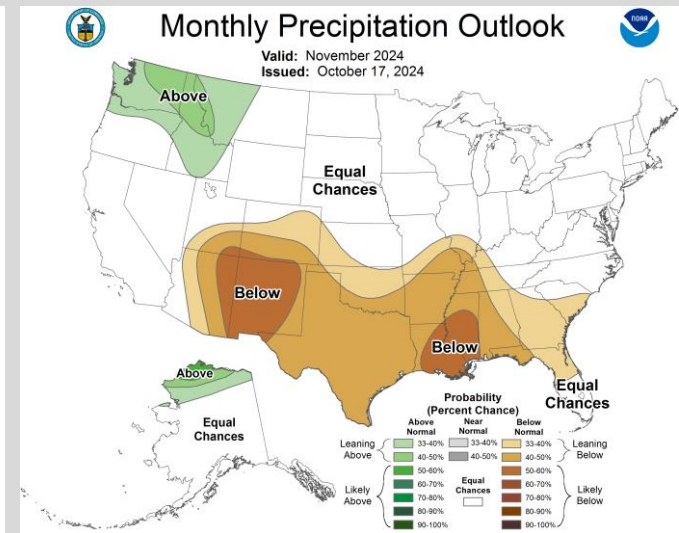 Monthly Precipitation Outlook
NOAA
Valid: November 2024
Issued: October 17, 2024
Above
Equal
Chances
Below
Below
Above
Equal
Chances
Equal
Chances
Probability
(Percent Chance)
Above Normal
Near Normal
Below Normal
Leaning Above
33-40%
33-40%
33-40%
Leaning Below
40-50%
40-50%
40-50%
Likely Above
50-60%
Equal Chances
50-60%
Likely Below
60-70%
60-70%
70-80%
70-80%
80-90%
80-90%
90-100%
90-100%